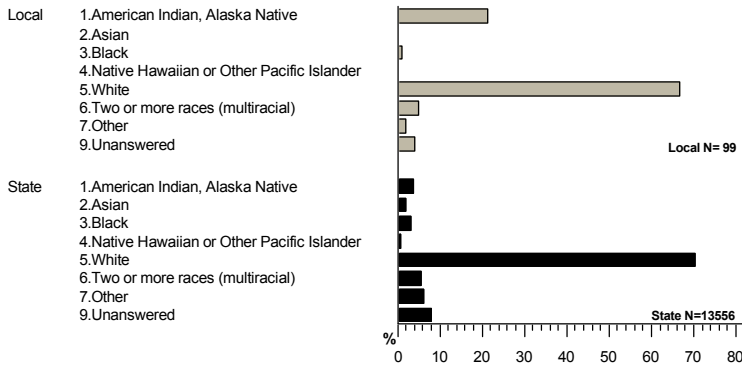 Local 1.American Indian, Alaska Native
2.Asian
3.Black
4.Native Hawaiian or Other Pacific Islander
5.White
6.Two or more races (multiracial)
7.Other
9.Unanswered
Local N= 99
State 1.American Indian, Alaska Native
2.Asian
3.Black
4.Native Hawaiian or Other Pacific Islander
5.White
6.Two or more races (multiracial)
7.Other
9.Unanswered
State N=13556
%
0 10 20 30 40 50 60 70 80